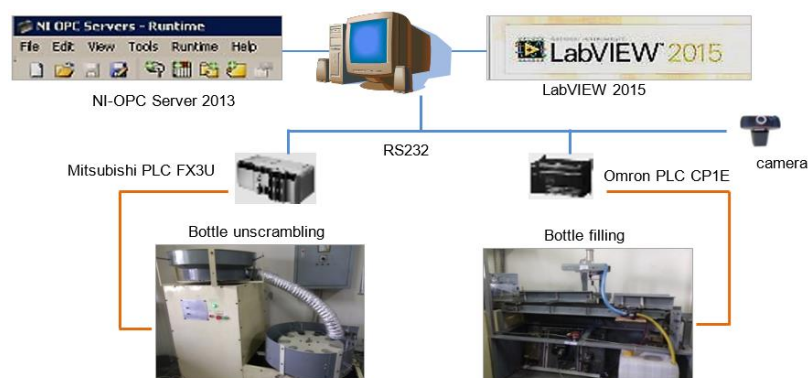 NI OPC Servers - Runtime
File Edit View Tools Runtime Help
LabVIEW™ 2015
NI-OPC Server 2013
LabVIEW 2015
RS232
camera
Mitsubishi PLC FX3U
Omron PLC CP1E
Bottle unscrambling
Bottle filling